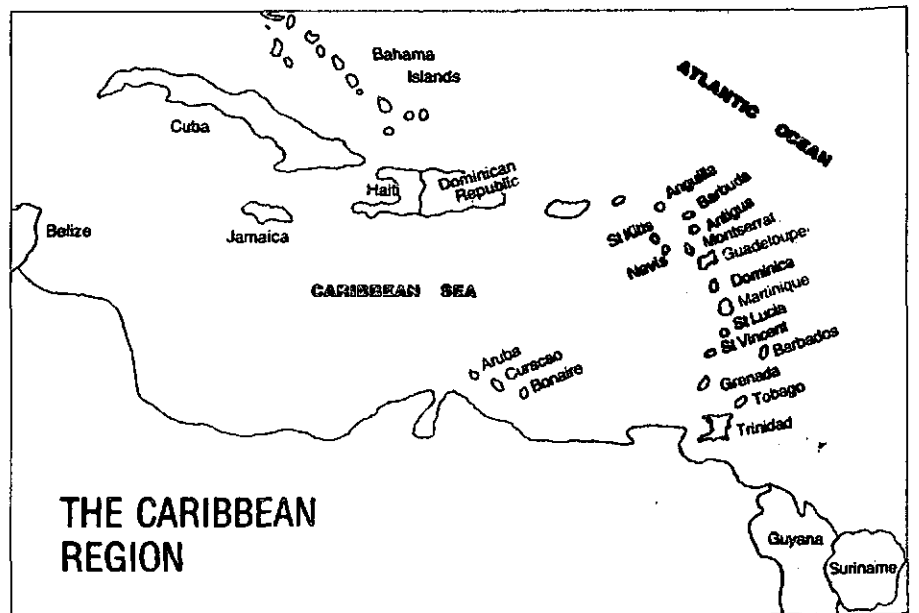 Bahama
Islands
ATLANTIC OCEAN
Cuba
Haiti
Dominican
Republic
Belize
Jamaica
Anguilla
Barbuda
St Kitts
Antigua
Montserrat
Nevis
Guadeloupe
CARIBBEAN SEA
Dominica
Martinique
St Lucia
St Vincent
Barbados
Aruba
Curacao
Bonaire
Grenada
Tobago
Trinidad
THE CARIBBEAN
REGION
Guyana
Suriname